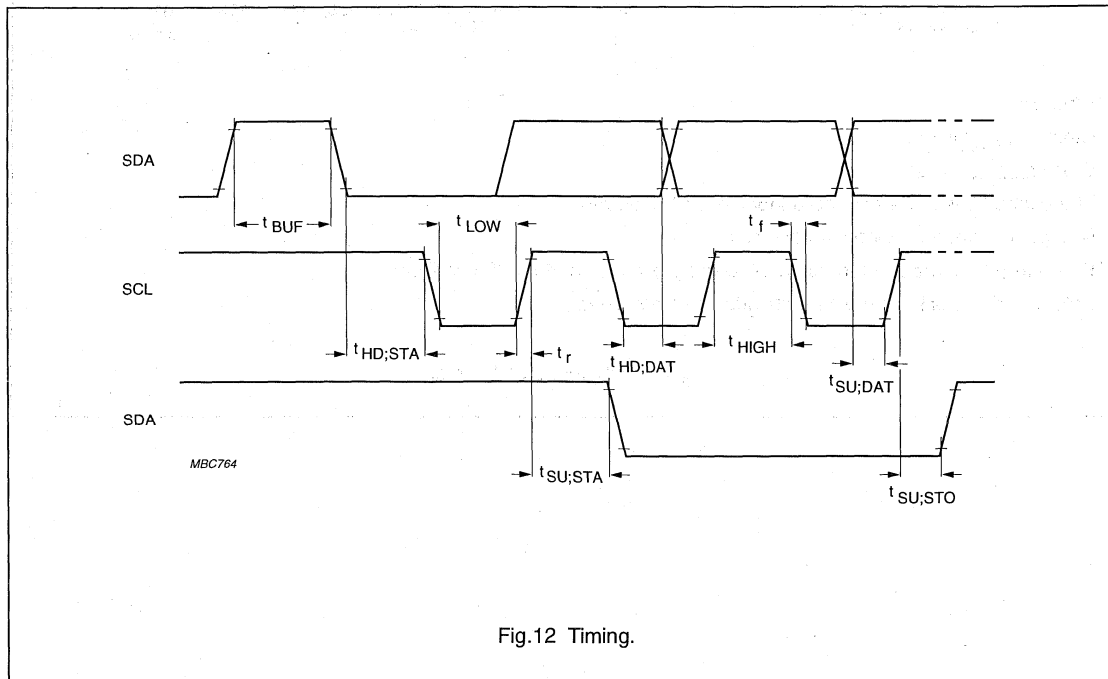 SDA
t BUF
t LOW
t f
SCL
t HD;STA
t r
t HD;DAT
t HIGH
t SU;DAT
SDA
MBC764
t SU;STA
t SU;STO
Fig.12 Timing.